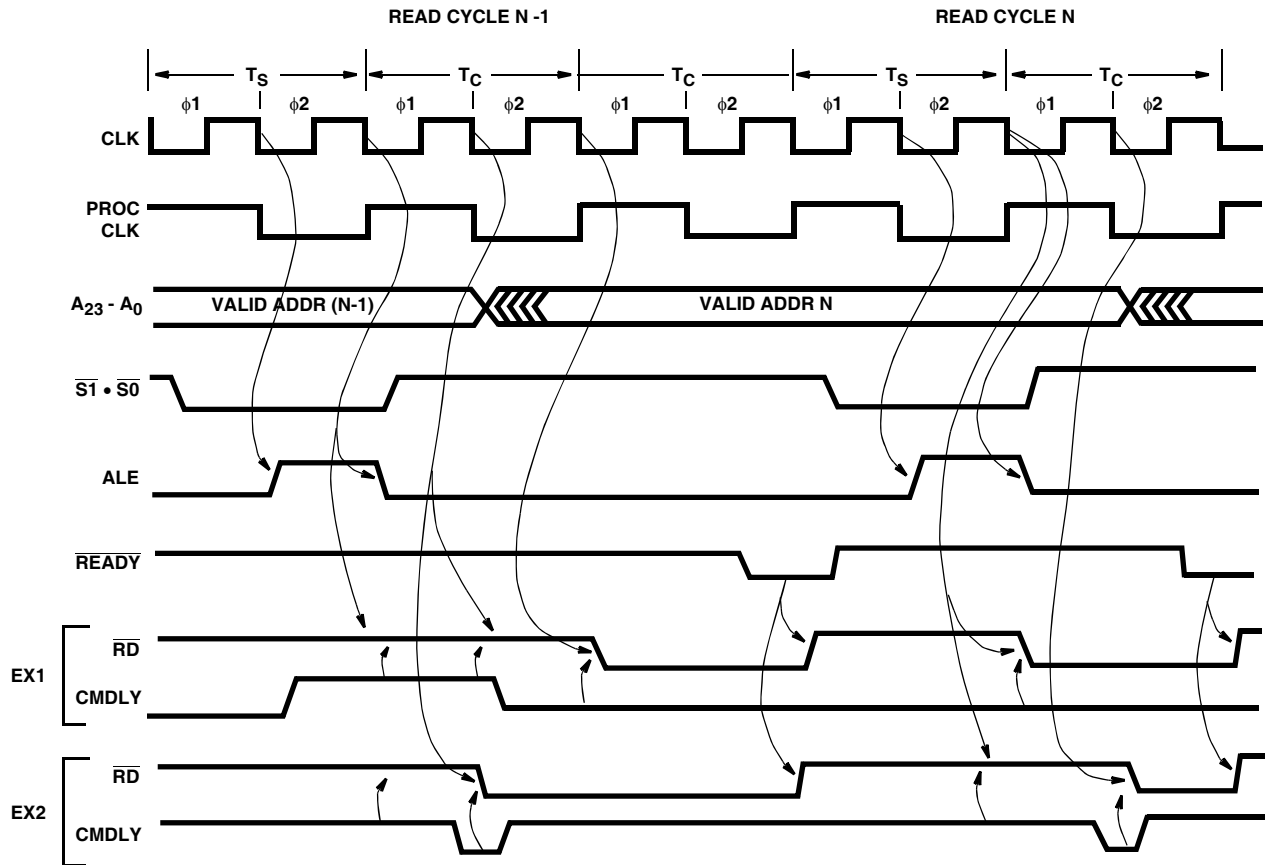 READ CYCLE N -1 READ CYCLE N
TS TC TC TS TC
ϕ1 ϕ2 ϕ1 ϕ2 ϕ1 ϕ2 ϕ1 ϕ2 ϕ1 ϕ2
CLK
PROC
CLK
A23 - A0 VALID ADDR (N-1) VALID ADDR N
S1 • S0
ALE
READY
EX1
RD
CMDLY
EX2
RD
CMDLY